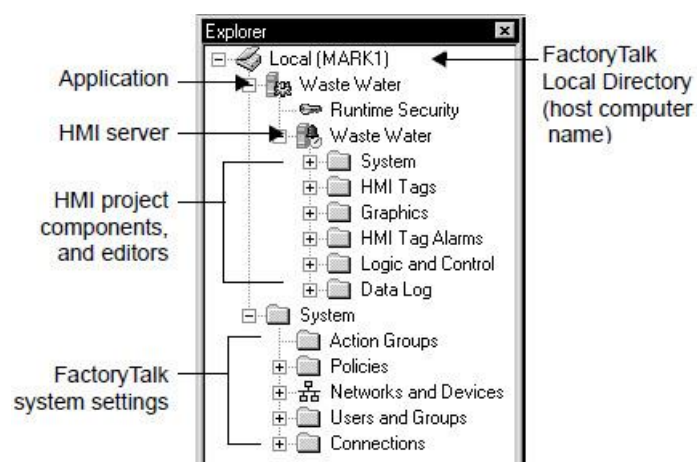 Explorer
Local (MARK1)
Waste Water
Runtime Security
Waste Water
System
HMI Tags
Graphics
HMI Tag Alarms
Logic and Control
Data Log
System
Action Groups
Policies
Networks and Devices
Users and Groups
Connections
Application
HMI server
HMI project
components,
and editors
FactoryTalk
system settings
FactoryTalk
Local Directory
(host computer
name)